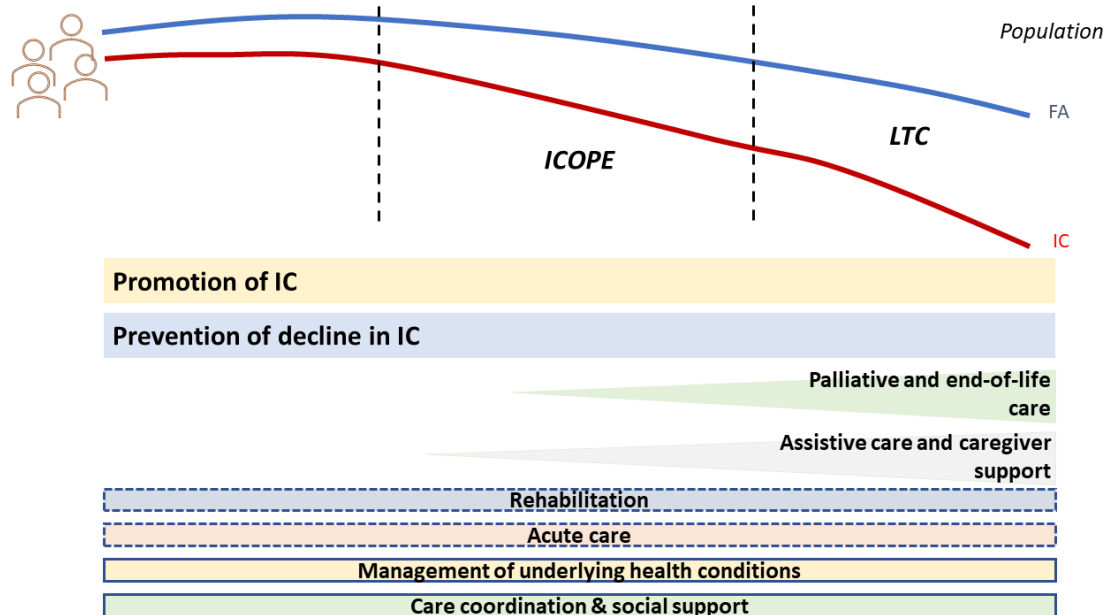 Population
FA
LTC
ICOPE
IC
Promotion of IC
Prevention of decline in IC
Palliative and end-of-life
care
Assistive care and caregiver
support
Rehabilitation
Acute care
Management of underlying health conditions
Care coordination & social support